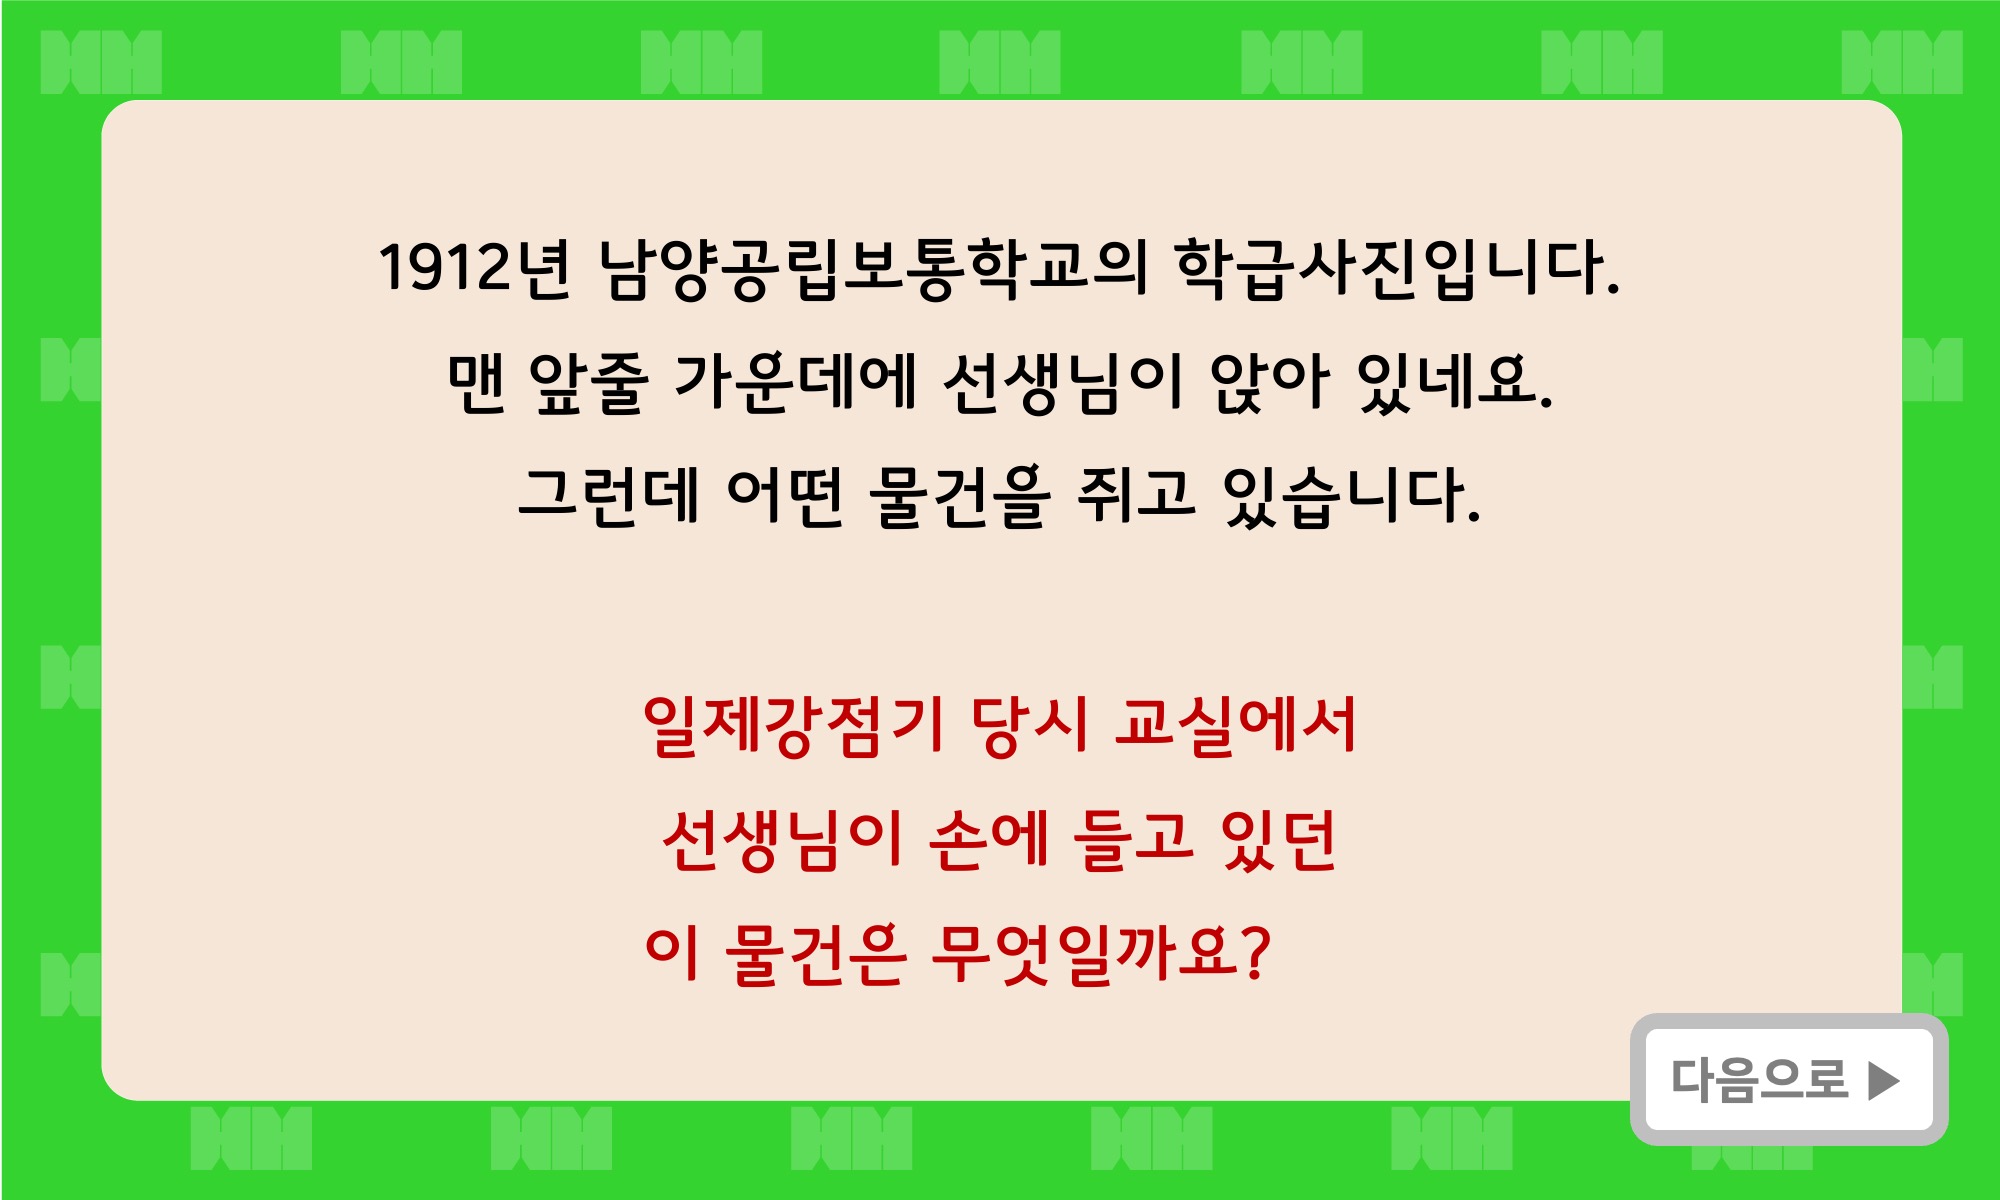 1912년 남양공립보통학교의 학급사진입니다.
맨 앞줄 가운데에 선생님이 앉아 있네요.
그런데 어떤 물건을 쥐고 있습니다.
일제강점기 당시 교실에서
선생님이 손에 들고 있던
이 물건은 무엇일까요?
다음으로 ▶